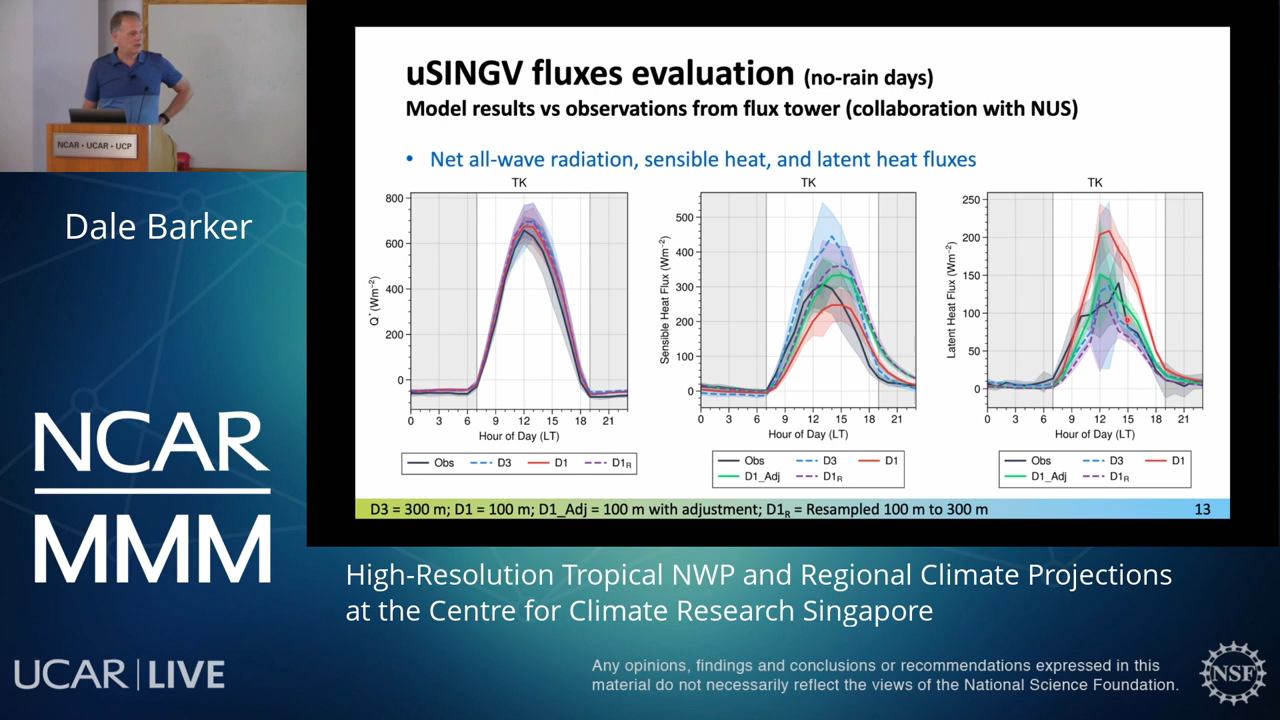 NCAR • UCAR • UCP
Dale Barker
NCAR
MMM
UCAR | LIVE
uSINGV fluxes evaluation (no-rain days)
Model results vs observations from flux tower (collaboration with NUS)
• Net all-wave radiation, sensible heat, and latent heat fluxes
TK
800
600
400
200
0
Q* (Wm⁻²)
0 3 6 9 12 15 18 21
Hour of Day (LT)
Obs D3 D1 D1R
TK
500
400
300
200
100
0
Sensible Heat Flux (Wm⁻²)
0 3 6 9 12 15 18 21
Hour of Day (LT)
Obs D3 D1
D1_Adj D1R
TK
250
200
150
100
50
0
Latent Heat Flux (Wm⁻²)
0 3 6 9 12 15 18 21
Hour of Day (LT)
Obs D3 D1
D1_Adj D1R
D3 = 300 m; D1 = 100 m; D1_Adj = 100 m with adjustment; D1R = Resampled 100 m to 300 m 13
High-Resolution Tropical NWP and Regional Climate Projections
at the Centre for Climate Research Singapore
Any opinions, findings and conclusions or recommendations expressed in this
material do not necessarily reflect the views of the National Science Foundation.
NSF